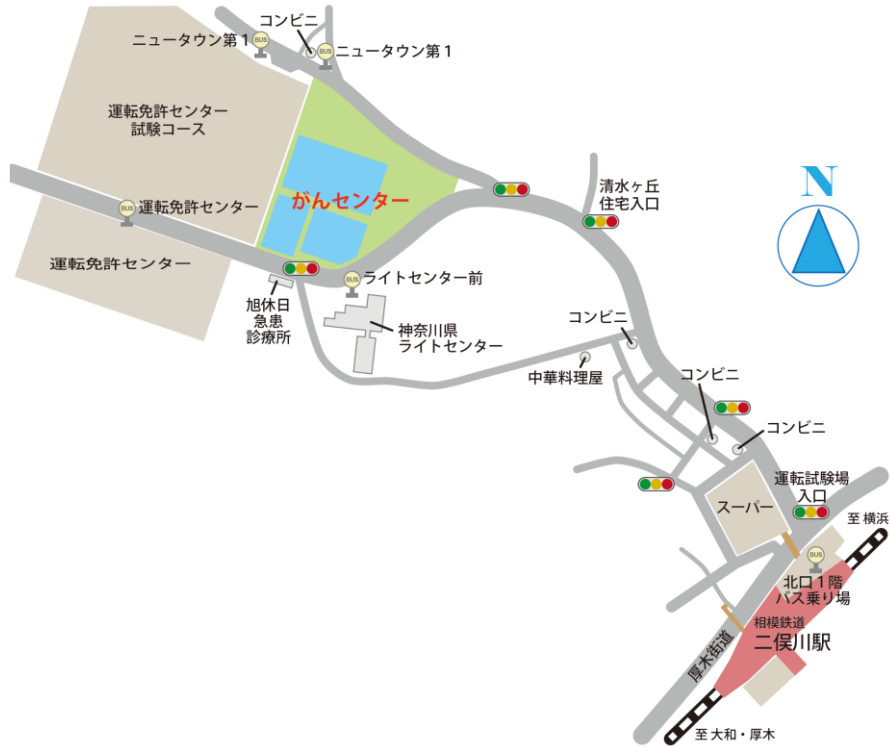 コンビニ
ニュータウン第1
BUS
BUS
ニュータウン第1
運転免許センター
試験コース
がんセンター
N
清水ヶ丘
住宅入口
BUS
運転免許センター
運転免許センター
BUS
ライトセンター前
旭休日
急患
診療所
神奈川県
ライトセンター
コンビニ
中華料理屋
コンビニ
コンビニ
運転試験場
入口
スーパー
至 横浜
BUS
北口1階
バス乗り場
相模鉄道
二俣川駅
厚木街道
至 大和・厚木